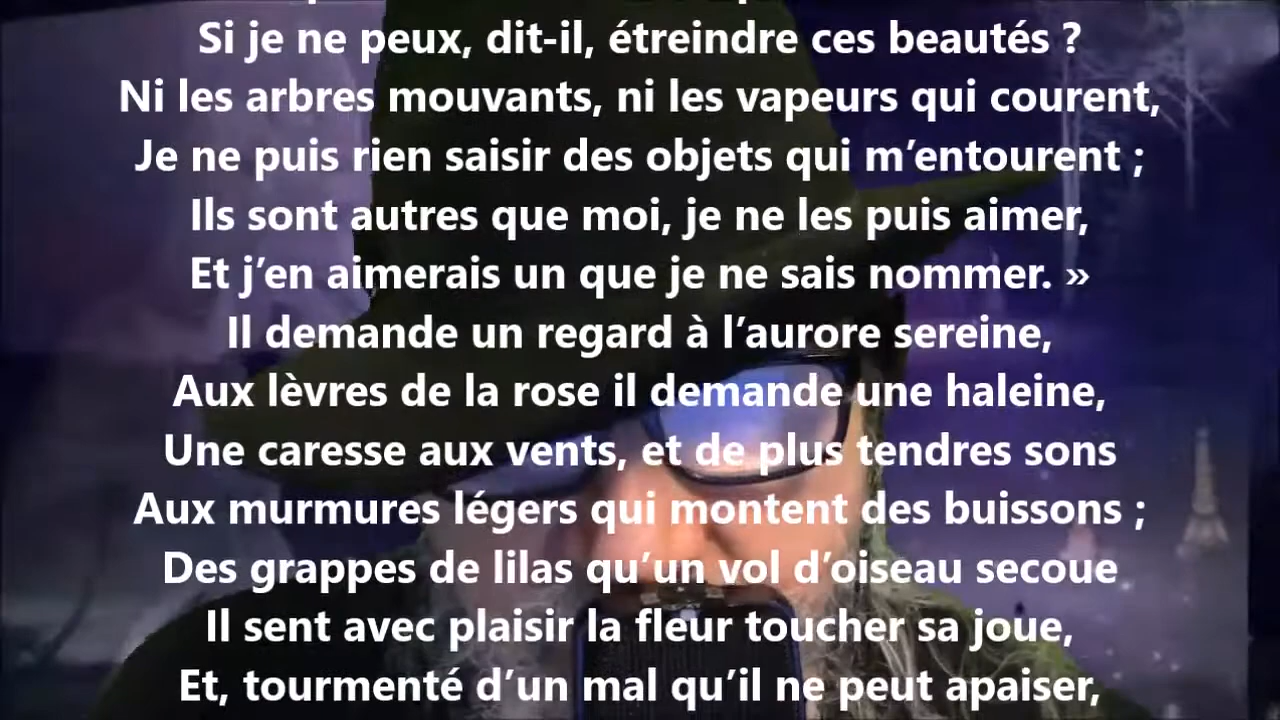 Si je ne peux, dit-il, étreindre ces beautés ?
Ni les arbres mouvants, ni les vapeurs qui courent,
Je ne puis rien saisir des objets qui m’entourent ;
Ils sont autres que moi, je ne les puis aimer,
Et j’en aimerais un que je ne sais nommer. »
Il demande un regard à l’aurore sereine,
Aux lèvres de la rose il demande une haleine,
Une caresse aux vents, et de plus tendres sons
Aux murmures légers qui montent des buissons ;
Des grappes de lilas qu’un vol d’oiseau secoue
Il sent avec plaisir la fleur toucher sa joue,
Et, tourmenté d’un mal qu’il ne peut apaiser,